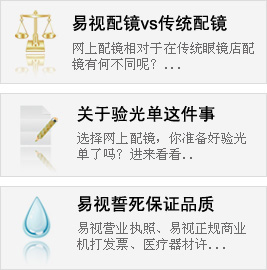 易视配镜vs传统配镜
网上配镜相对于在传统眼镜店配
镜有何不同呢？...
关于验光单这件事
选择网上配镜，你准备好验光
单了吗？进来看看..
易视誓死保证品质
易视营业执照、易视正规商业
机打发票、医疗器材许...